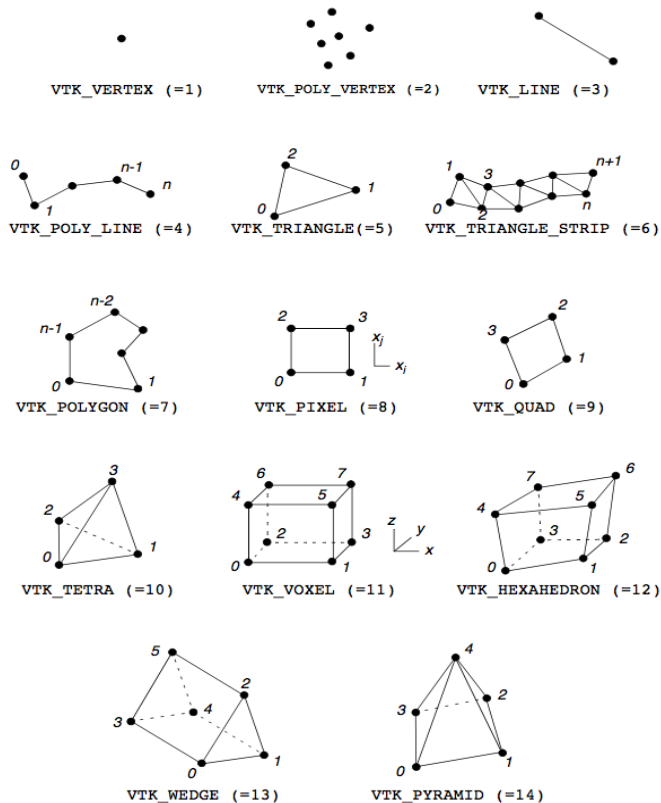 VTK_VERTEX (=1) VTK_POLY_VERTEX (=2) VTK_LINE (=3)
0 1 n-1 n
2 1 0
1 3 n+1 0 2 n
VTK_POLY_LINE (=4) VTK_TRIANGLE(=5) VTK_TRIANGLE_STRIP (=6)
n-2 n-1 0 1
2 3 0 1 xj xi
2 3 1 0
VTK_POLYGON (=7) VTK_PIXEL (=8) VTK_QUAD (=9)
3 2 1 0
6 7 4 5 2 3 0 1 z y x
7 6 4 5 3 2 0 1
VTK_TETRA (=10) VTK_VOXEL (=11) VTK_HEXAHEDRON (=12)
5 2 3 4 1 0
4 2 3 1 0
VTK_WEDGE (=13) VTK_PYRAMID (=14)